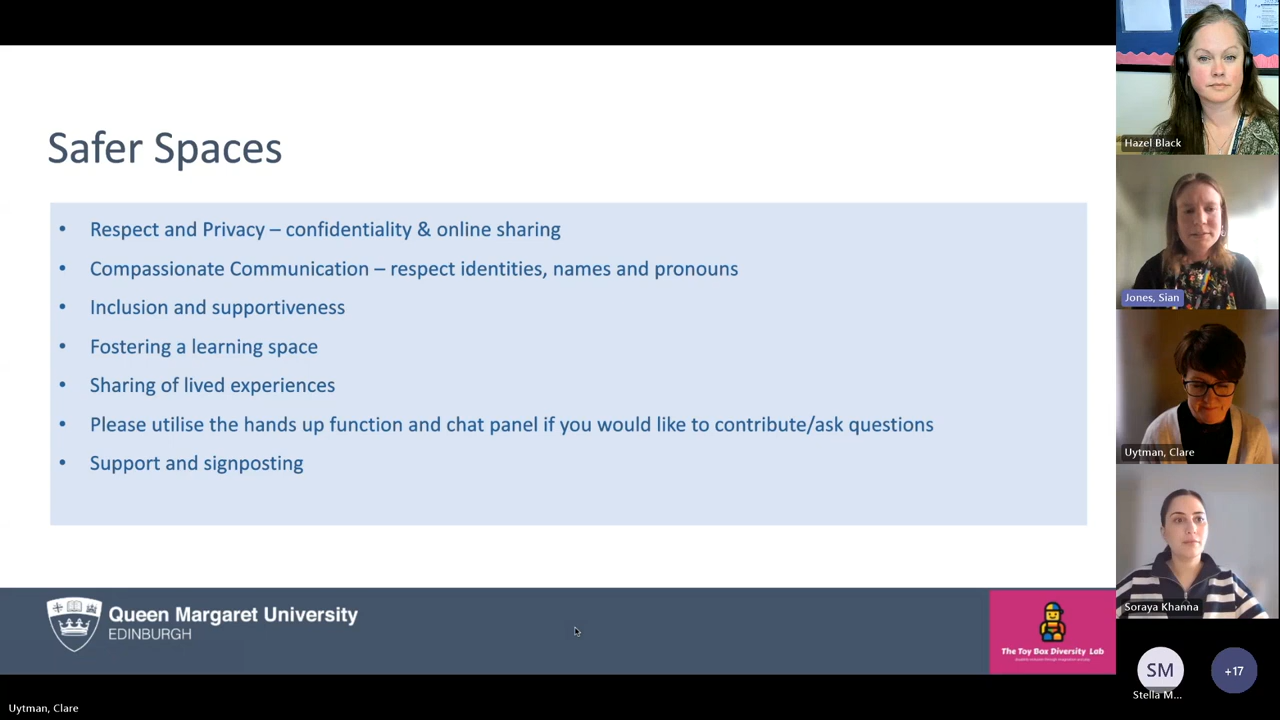 Safer Spaces
• Respect and Privacy – confidentiality & online sharing
• Compassionate Communication – respect identities, names and pronouns
• Inclusion and supportiveness
• Fostering a learning space
• Sharing of lived experiences
• Please utilise the hands up function and chat panel if you would like to contribute/ask questions
• Support and signposting
Queen Margaret University
EDINBURGH
The Toy Box Diversity Lab
Uytman, Clare
Hazel Black
Jones, Sian
Uytman, Clare
Soraya Khanna
SM
Stella M...
+17